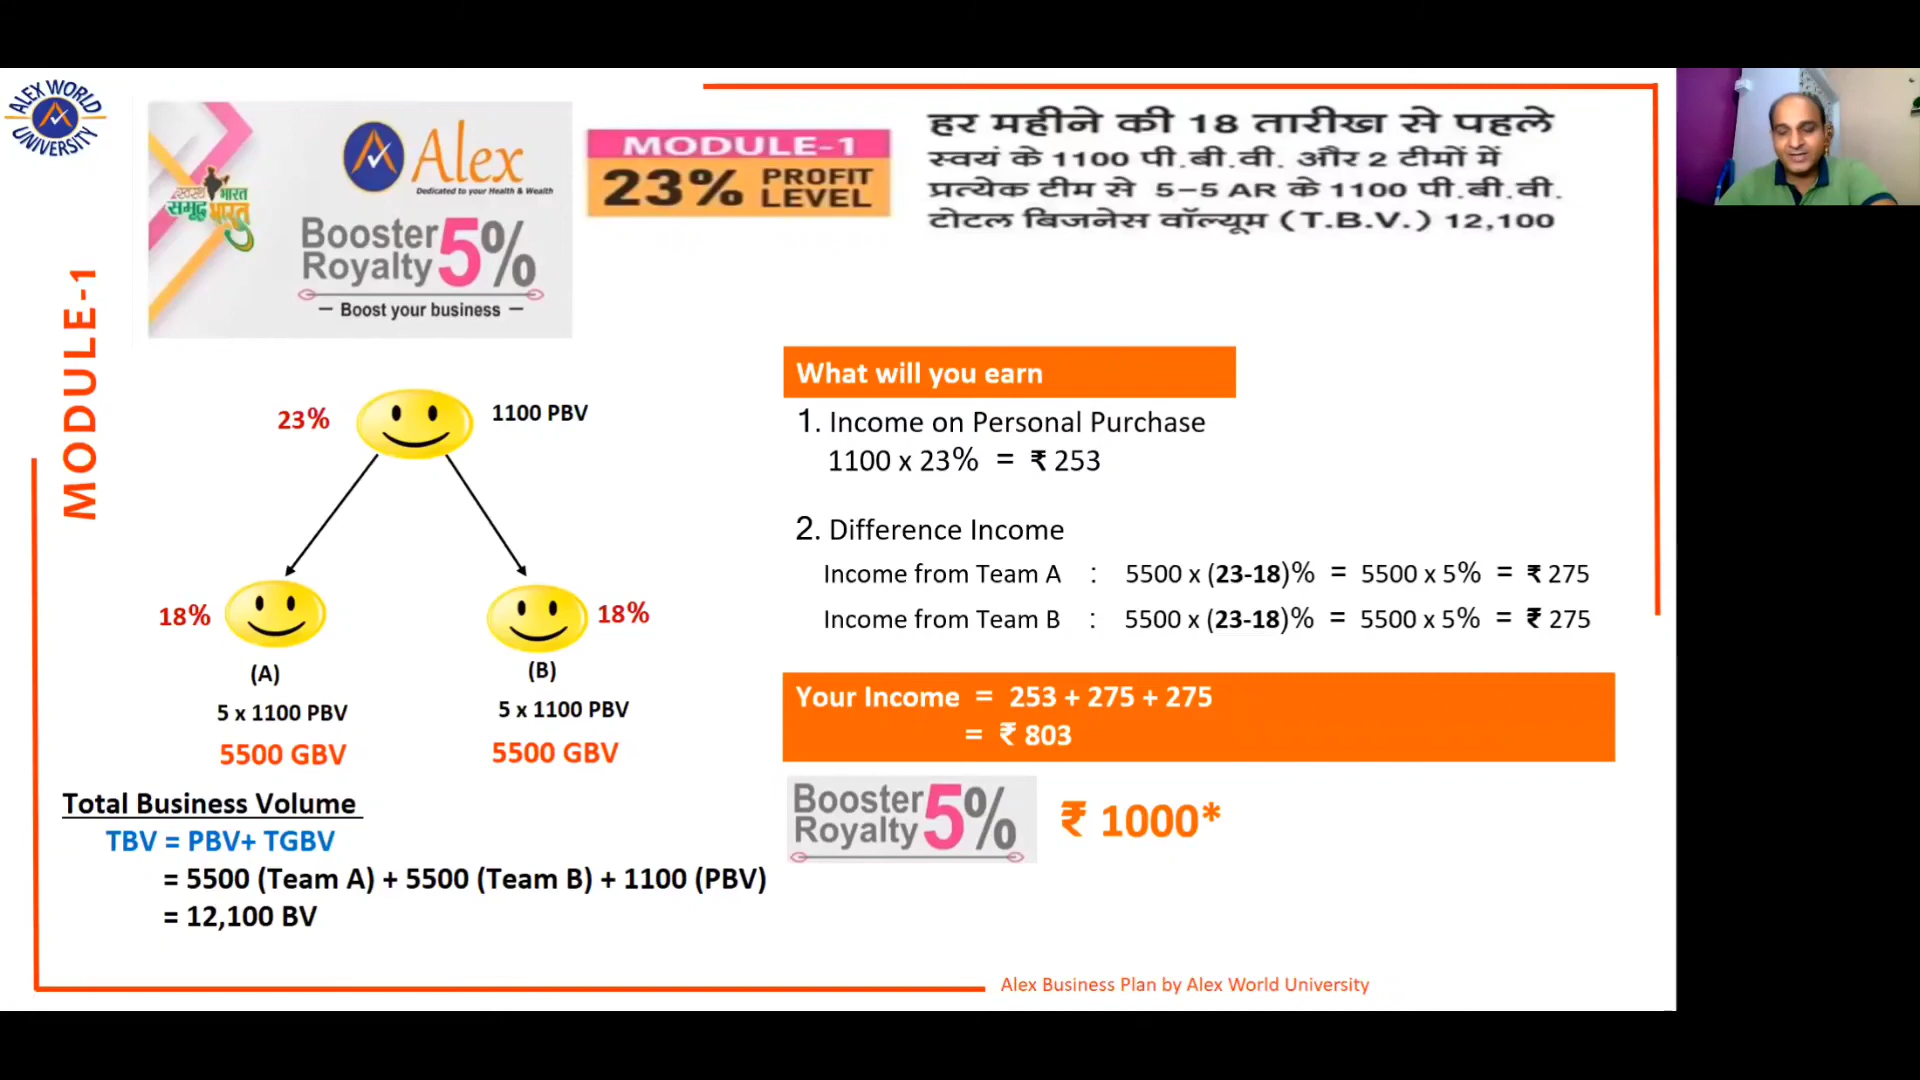 ALEX WORLD
UNIVERSITY
स्वस्थ भारत
समृद्ध भारत
Alex
Dedicated to your Health & Wealth
Booster
Royalty 5%
— Boost your business —
MODULE-1
23% PROFIT LEVEL
हर महीने की 18 तारीख से पहले
स्वयं के 1100 पी.बी.वी. और 2 टीमों में
प्रत्येक टीम से 5–5 AR के 1100 पी.बी.वी.
टोटल बिजनेस वॉल्यूम (T.B.V.) 12,100
MODULE-1
23%
1100 PBV
18%
18%
(A)
(B)
5 x 1100 PBV
5 x 1100 PBV
5500 GBV
5500 GBV
Total Business Volume
TBV = PBV+ TGBV
= 5500 (Team A) + 5500 (Team B) + 1100 (PBV)
= 12,100 BV
What will you earn
1. Income on Personal Purchase
1100 x 23% = ₹ 253
2. Difference Income
Income from Team A : 5500 x (23-18)% = 5500 x 5% = ₹ 275
Income from Team B : 5500 x (23-18)% = 5500 x 5% = ₹ 275
Your Income = 253 + 275 + 275
= ₹ 803
Booster
Royalty 5%
₹ 1000*
Alex Business Plan by Alex World University